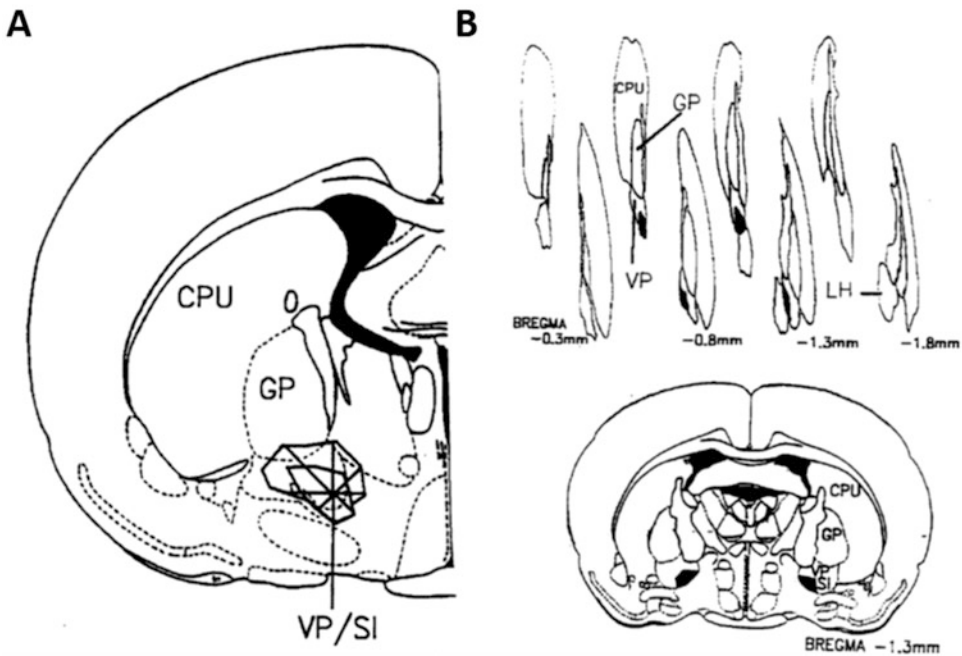 A
CPU
GP
VP/SI
B
CPU
GP
VP
LH
BREGMA
-0.3mm
-0.8mm
-1.3mm
-1.8mm
CPU
GP
VP
SI
BREGMA -1.3mm